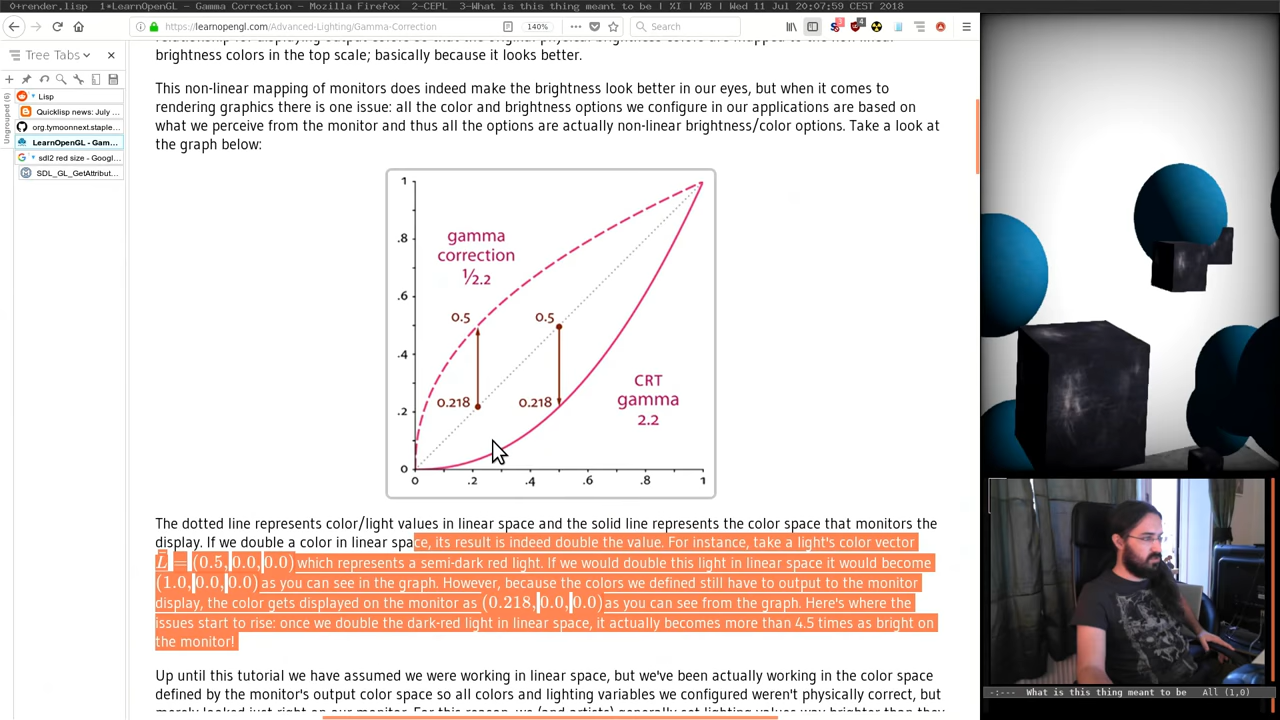 0*render.lisp 1*LearnOpenGL – Gamma Correction – Mozilla Firefox 2-CEPL 3-What is this thing meant to be | %I | %B | Wed 11 Jul 20:07:59 CEST 2018
https://learnopengl.com/Advanced-Lighting/Gamma-Correction
140%
Search
Tree Tabs
Ungrouped (6)
Lisp
Quicklisp news: July ...
org.tymoonnext.staple...
LearnOpenGL - Gam...
sdl2 red size - Googl...
SDL_GL_GetAttribut...
brightness colors in the top scale; basically because it looks better.
This non-linear mapping of monitors does indeed make the brightness look better in our eyes, but when it comes to
rendering graphics there is one issue: all the color and brightness options we configure in our applications are based on
what we perceive from the monitor and thus all the options are actually non-linear brightness/color options. Take a look at
the graph below:
1
.8
.6
.4
.2
0
0 .2 .4 .6 .8 1
gamma
correction
1/2.2
0.5
0.5
0.218
0.218
CRT
gamma
2.2
The dotted line represents color/light values in linear space and the solid line represents the color space that monitors the
display. If we double a color in linear space, its result is indeed double the value. For instance, take a light's color vector
L̄ = (0.5, 0.0, 0.0) which represents a semi-dark red light. If we would double this light in linear space it would become
(1.0, 0.0, 0.0) as you can see in the graph. However, because the colors we defined still have to output to the monitor
display, the color gets displayed on the monitor as (0.218, 0.0, 0.0) as you can see from the graph. Here's where the
issues start to rise: once we double the dark-red light in linear space, it actually becomes more than 4.5 times as bright on
the monitor!
Up until this tutorial we have assumed we were working in linear space, but we've been actually working in the color space
defined by the monitor's output color space so all colors and lighting variables we configured weren't physically correct, but
-:--- What is this thing meant to be All (1,0)